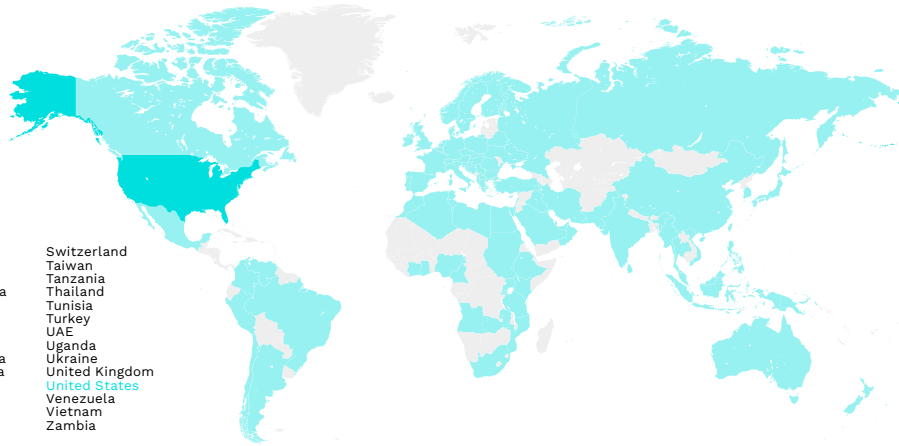 Switzerland
Taiwan
Tanzania
a Thailand
Tunisia
Turkey
UAE
Uganda
a Ukraine
a United Kingdom
United States
Venezuela
Vietnam
Zambia